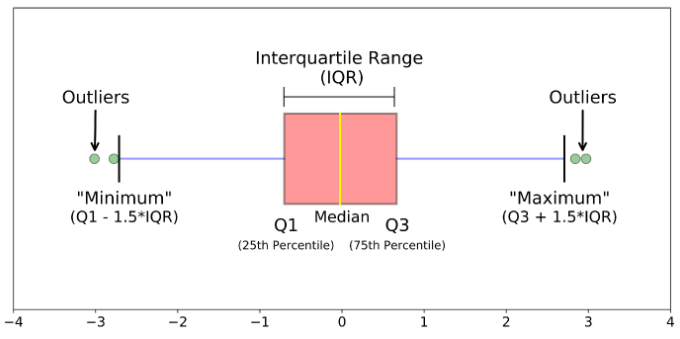 Interquartile Range
(IQR)
Outliers
Outliers
"Minimum"
(Q1 - 1.5*IQR)
"Maximum"
(Q3 + 1.5*IQR)
Median
Q1
Q3
(25th Percentile)
(75th Percentile)
−4 −3 −2 −1 0 1 2 3 4